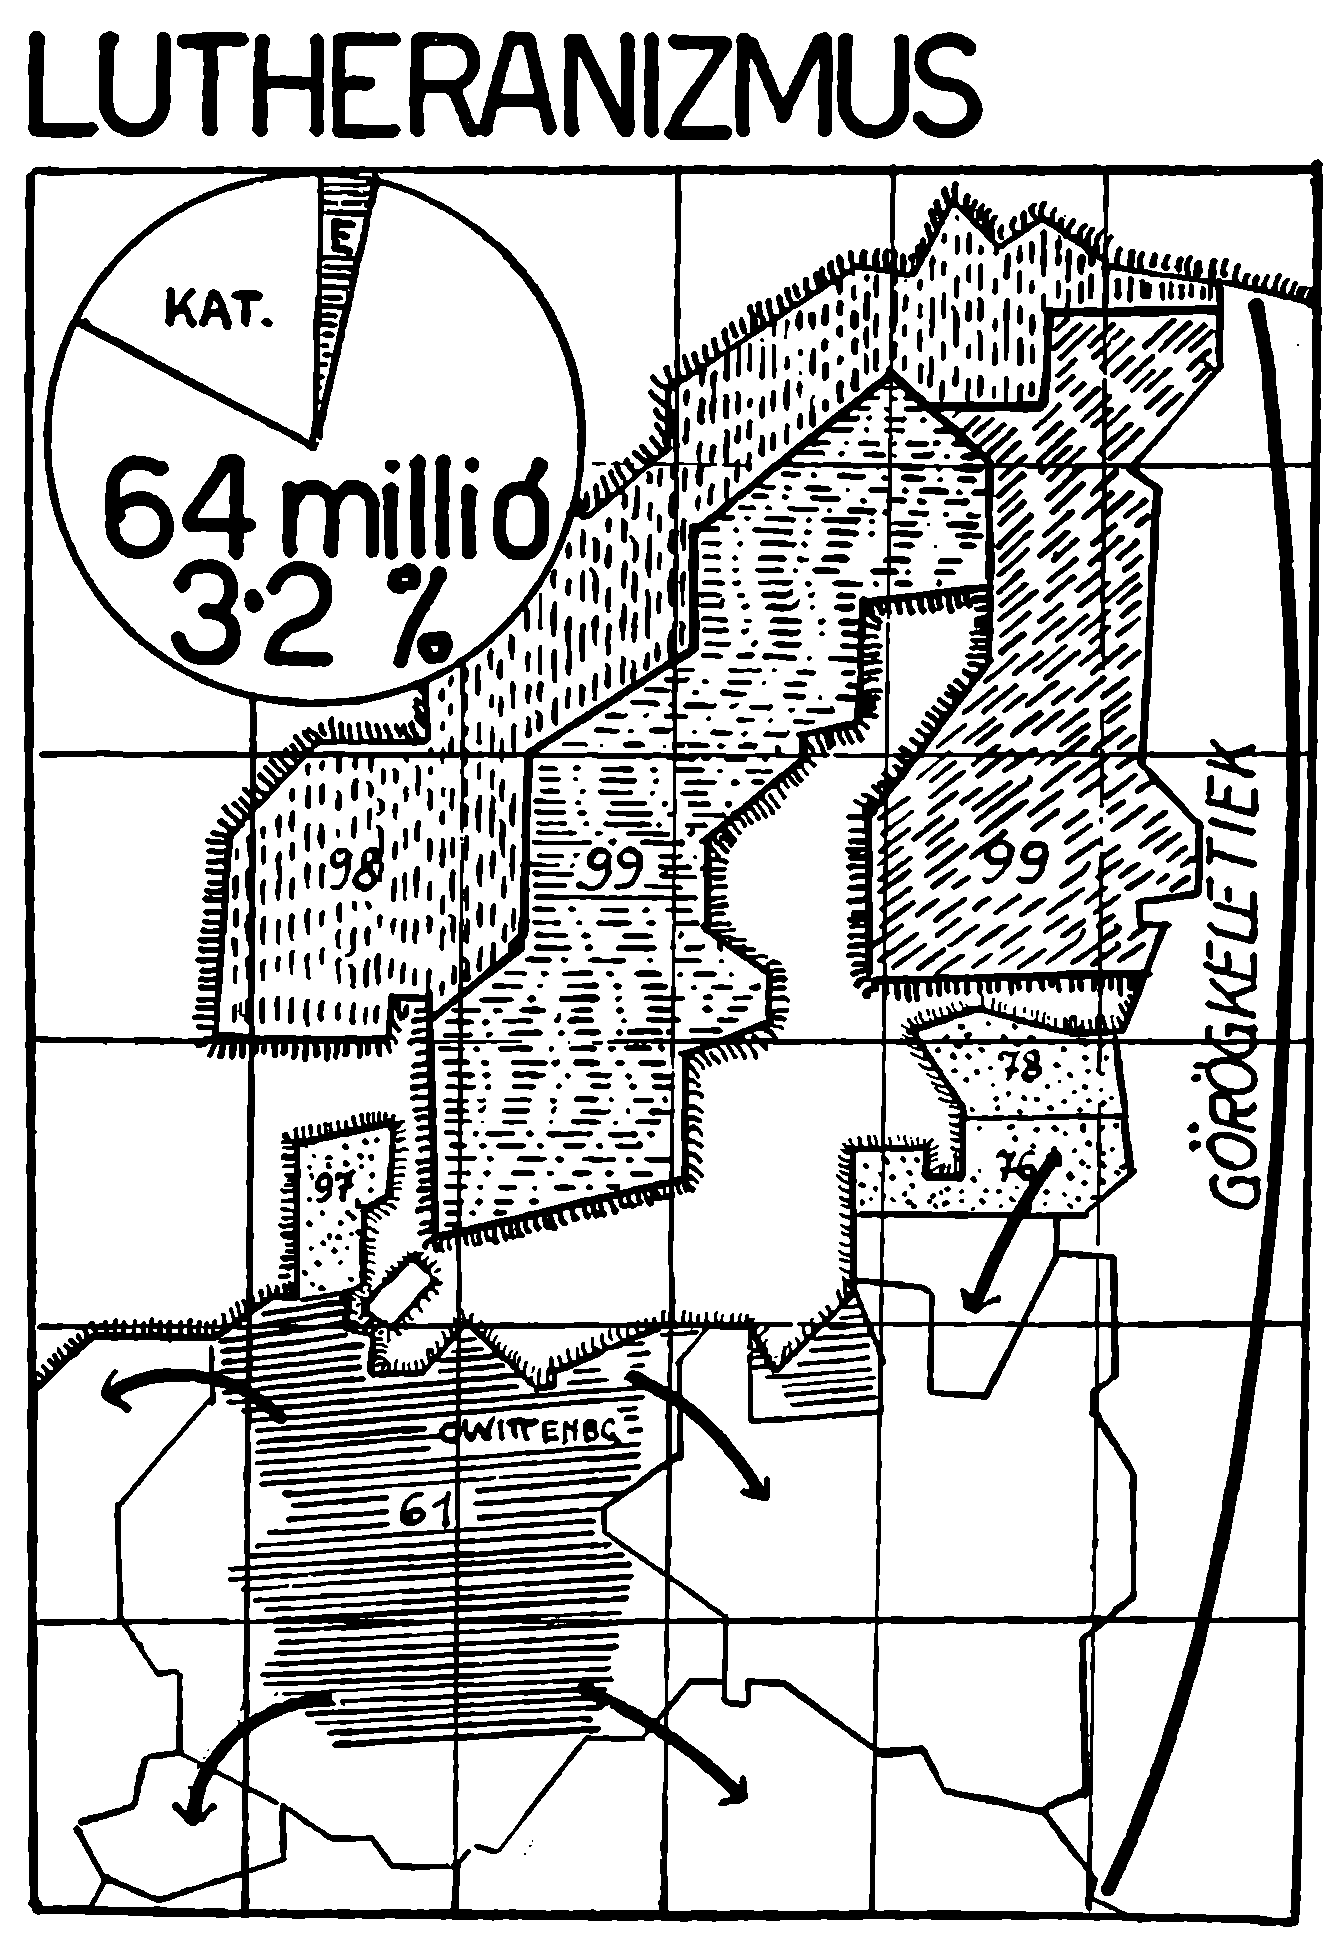 LUTHERANIZMUS
E
KAT.
64 millió
3·2 %
98
99
99
GÖRÖGKELETIEK
78
97
76
WITTENBG
61